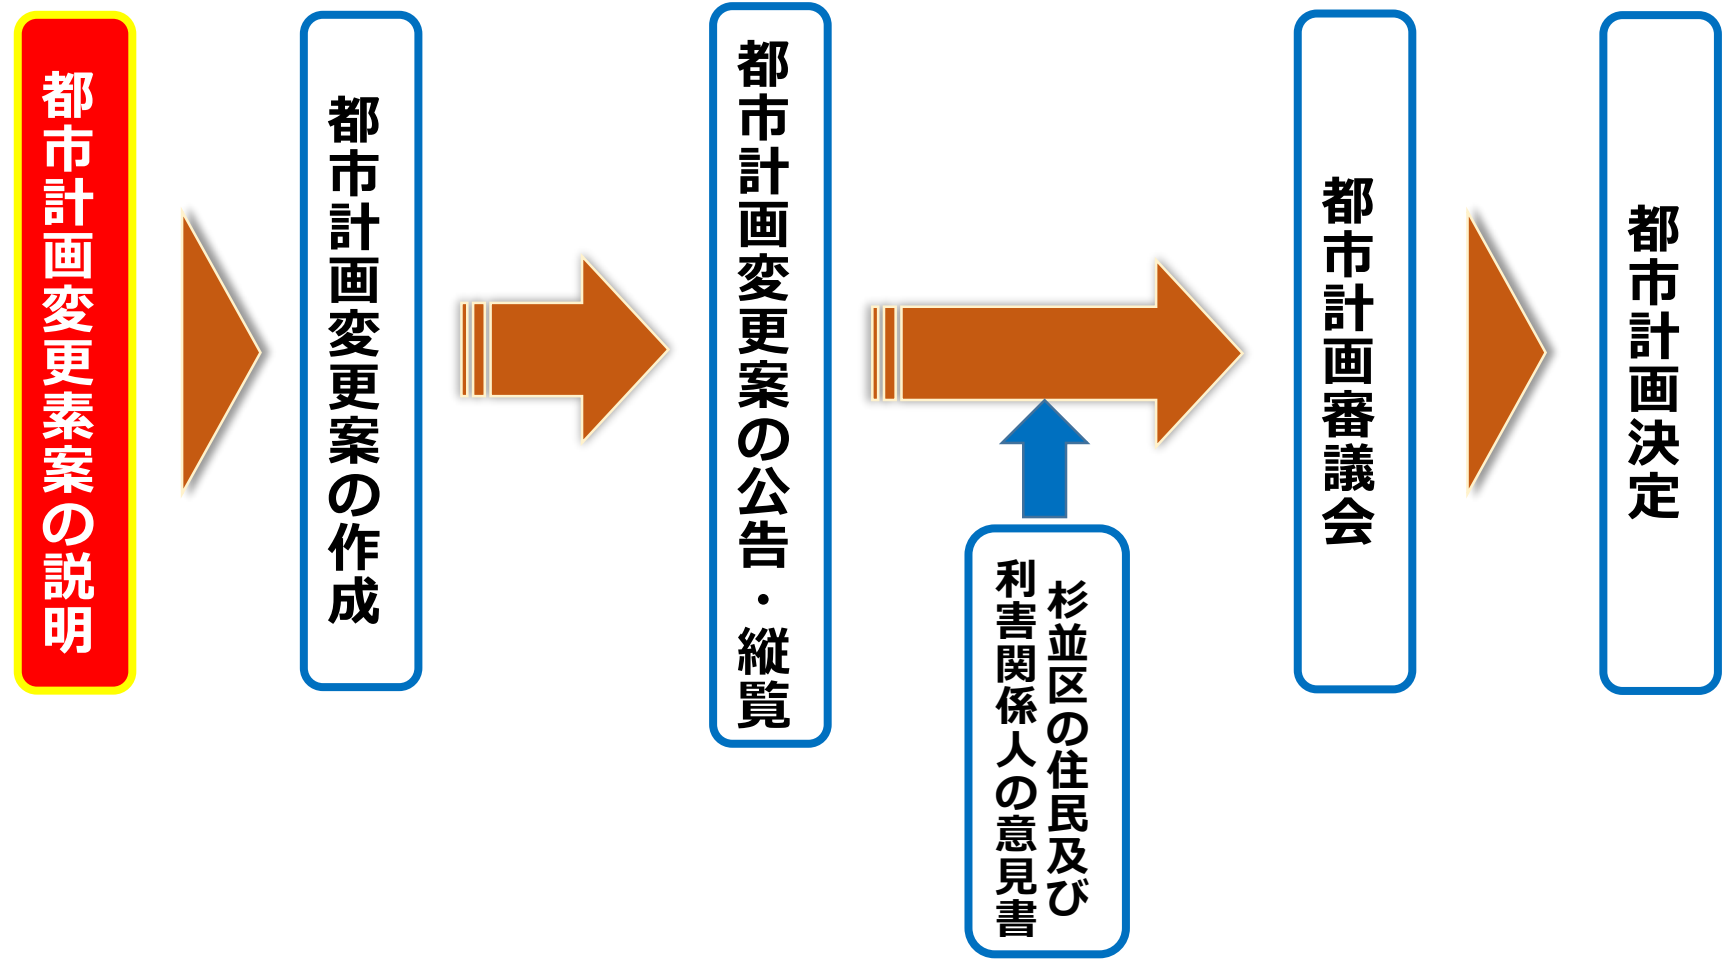 都市計画変更素案の説明
都市計画変更案の作成
都市計画変更案の公告・縦覧
杉並区の住民及び
利害関係人の意見書
都市計画審議会
都市計画決定